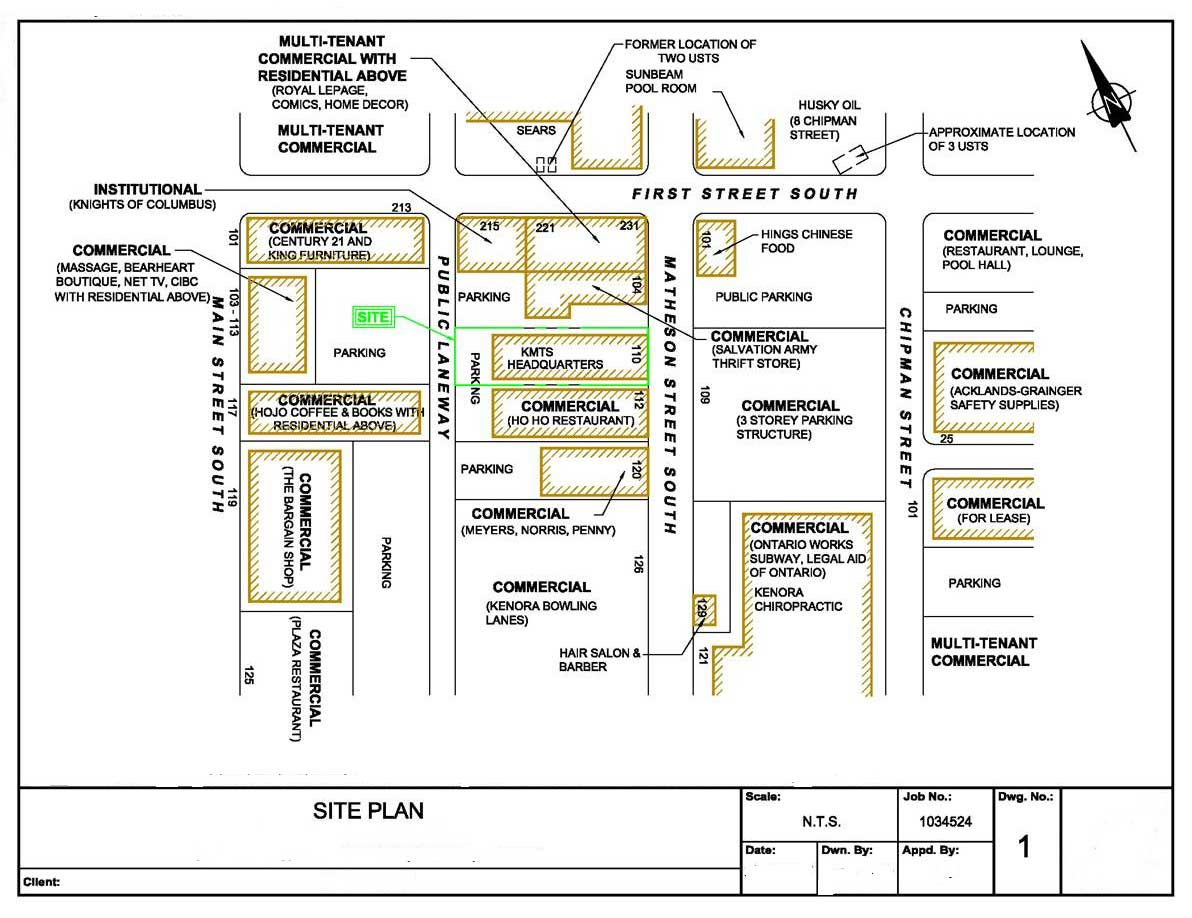 MULTI-TENANT
COMMERCIAL WITH
RESIDENTIAL ABOVE
(ROYAL LEPAGE,
COMICS, HOME DECOR)
MULTI-TENANT
COMMERCIAL
FORMER LOCATION OF
TWO USTS
SUNBEAM
POOL ROOM
SEARS
HUSKY OIL
(8 CHIPMAN
STREET)
APPROXIMATE LOCATION
OF 3 USTS
FIRST STREET SOUTH
INSTITUTIONAL
(KNIGHTS OF COLUMBUS)
213
101
COMMERCIAL
(CENTURY 21 AND
KING FURNITURE)
COMMERCIAL
(MASSAGE, BEARHEART
BOUTIQUE, NET TV, CIBC
WITH RESIDENTIAL ABOVE)
103 - 113
MAIN STREET SOUTH
SITE
PARKING
117
COMMERCIAL
(HOJO COFFEE & BOOKS WITH
RESIDENTIAL ABOVE)
119
COMMERCIAL
(THE BARGAIN SHOP)
PARKING
125
COMMERCIAL
(PLAZA RESTAURANT)
PUBLIC LANEWAY
215
221
231
104
PARKING
PARKING
KMTS
HEADQUARTERS
110
COMMERCIAL
(HO HO RESTAURANT)
112
PARKING
120
COMMERCIAL
(MEYERS, NORRIS, PENNY)
126
COMMERCIAL
(KENORA BOWLING
LANES)
HAIR SALON &
BARBER
MATHESON STREET SOUTH
101
HINGS CHINESE
FOOD
PUBLIC PARKING
COMMERCIAL
(SALVATION ARMY
THRIFT STORE)
109
COMMERCIAL
(3 STOREY PARKING
STRUCTURE)
COMMERCIAL
(ONTARIO WORKS
SUBWAY, LEGAL AID
OF ONTARIO)
KENORA
CHIROPRACTIC
129
121
CHIPMAN STREET
COMMERCIAL
(RESTAURANT, LOUNGE,
POOL HALL)
PARKING
COMMERCIAL
(ACKLANDS-GRAINGER
SAFETY SUPPLIES)
25
101
COMMERCIAL
(FOR LEASE)
PARKING
MULTI-TENANT
COMMERCIAL
SITE PLAN
Client:
Scale:
N.T.S.
Job No.:
1034524
Dwg. No.:
1
Date:
Dwn. By:
Appd. By: